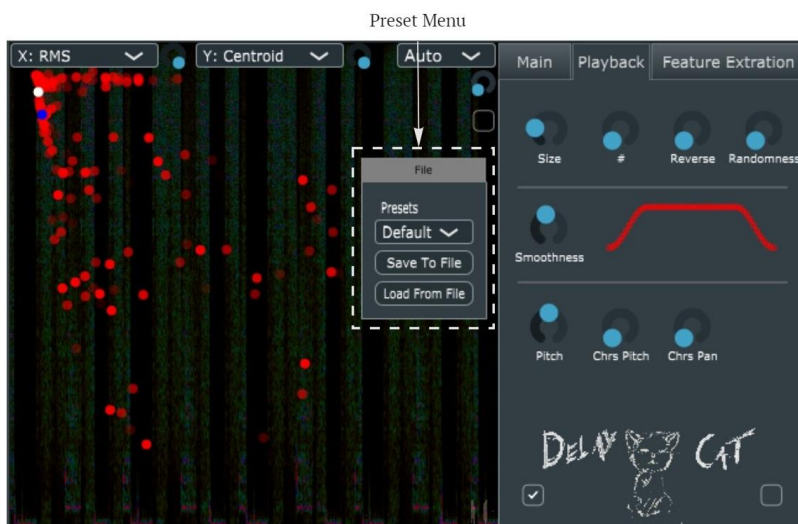 Preset Menu
X: RMS
Y: Centroid
Auto
Main
Playback
Feature Extration
Size
#
Reverse
Randomness
File
Presets
Default
Save To File
Load From File
Smoothness
Pitch
Chrs Pitch
Chrs Pan
DELAY CAT